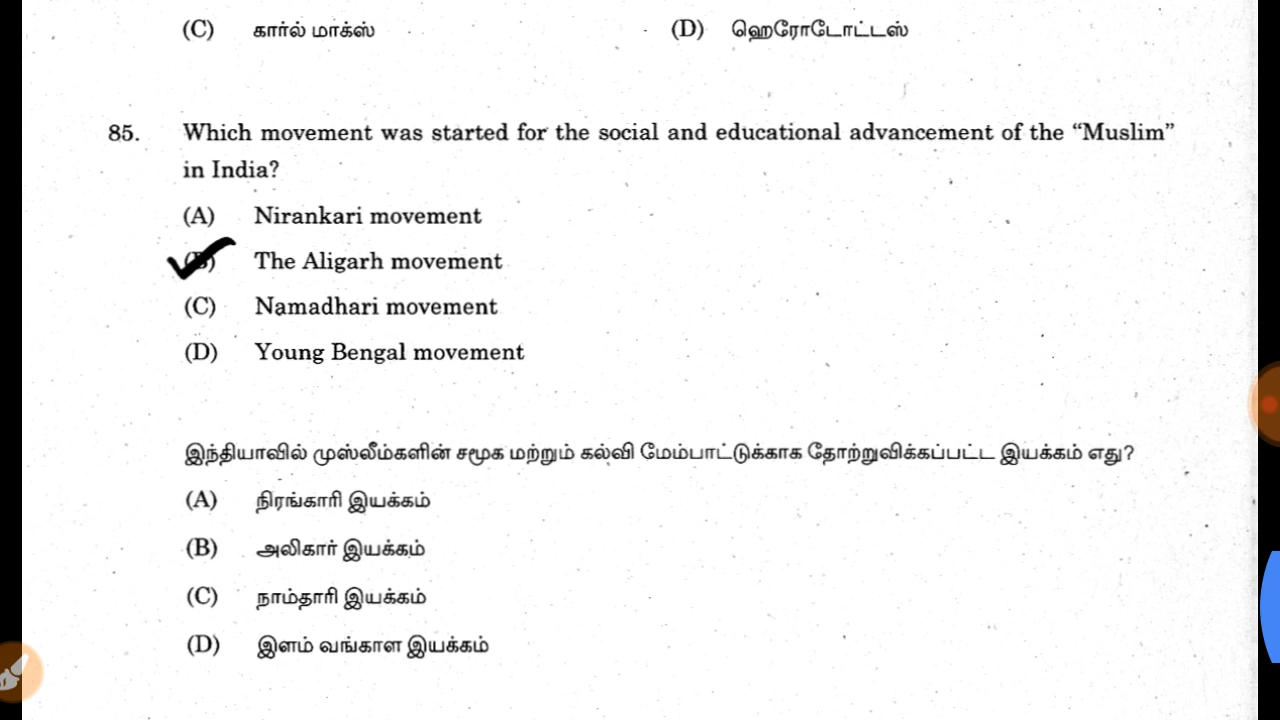 (C) கார்ல் மாக்ஸ் (D) ஹெரோடோட்டஸ்
85. Which movement was started for the social and educational advancement of the “Muslim”
in India?
(A) Nirankari movement
(B) The Aligarh movement
(C) Namadhari movement
(D) Young Bengal movement
இந்தியாவில் முஸ்லீம்களின் சமூக மற்றும் கல்வி மேம்பாட்டுக்காக தோற்றுவிக்கப்பட்ட இயக்கம் எது?
(A) நிரங்காரி இயக்கம்
(B) அலிகார் இயக்கம்
(C) நாம்தாரி இயக்கம்
(D) இளம் வங்காள இயக்கம்